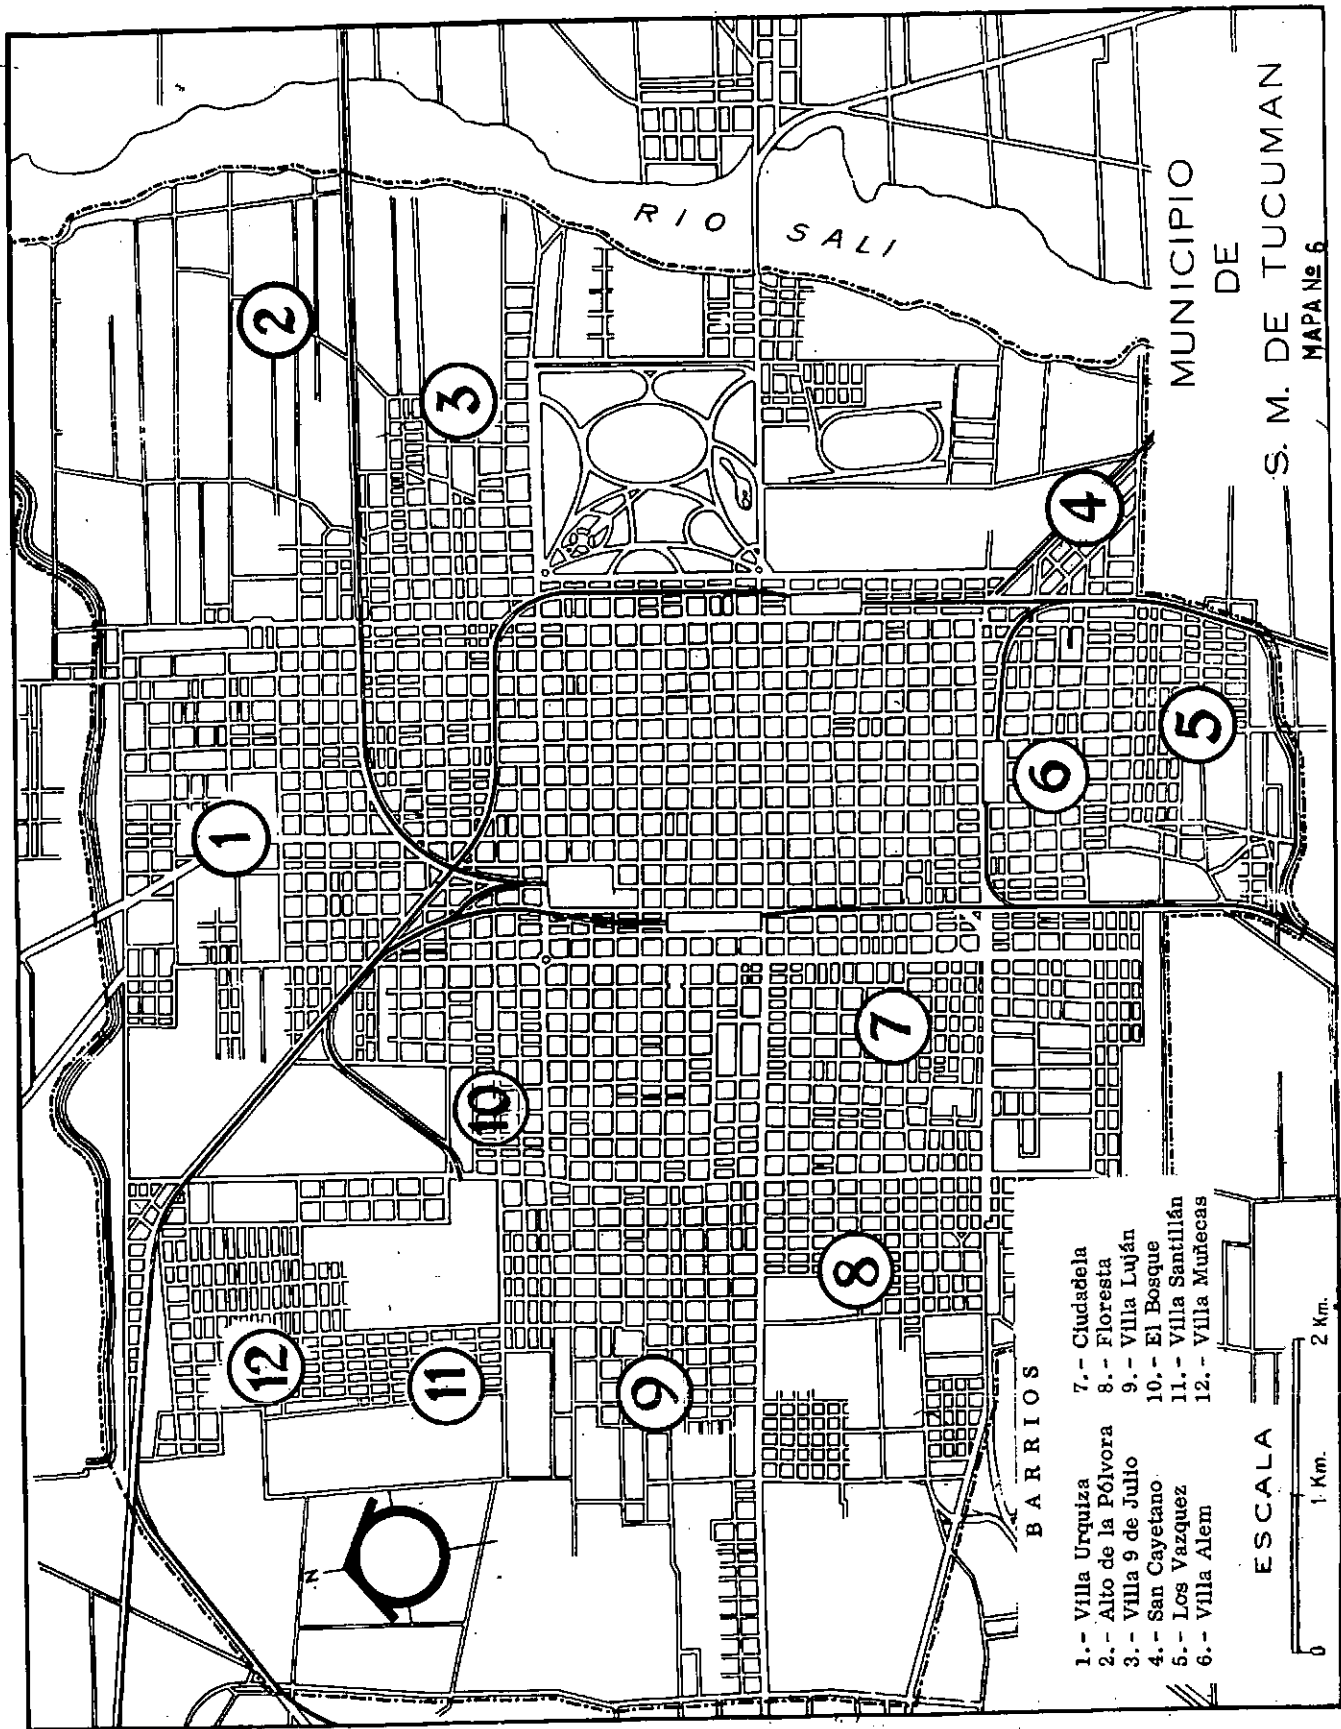 MUNICIPIO
DE
S. M. DE TUCUMAN
MAPA Nº 6
RIO SALI
N
1
2
3
4
5
6
7
8
9
10
11
12
BARRIOS
1.- Villa Urquiza
2.- Alto de la Pólvora
3.- Villa 9 de Julio
4.- San Cayetano
5.- Los Vazquez
6.- Villa Alem
7.- Ciudadela
8.- Floresta
9.- Villa Luján
10.- El Bosque
11.- Villa Santillán
12.- Villa Muñecas
ESCALA
0 1 Km. 2 Km.